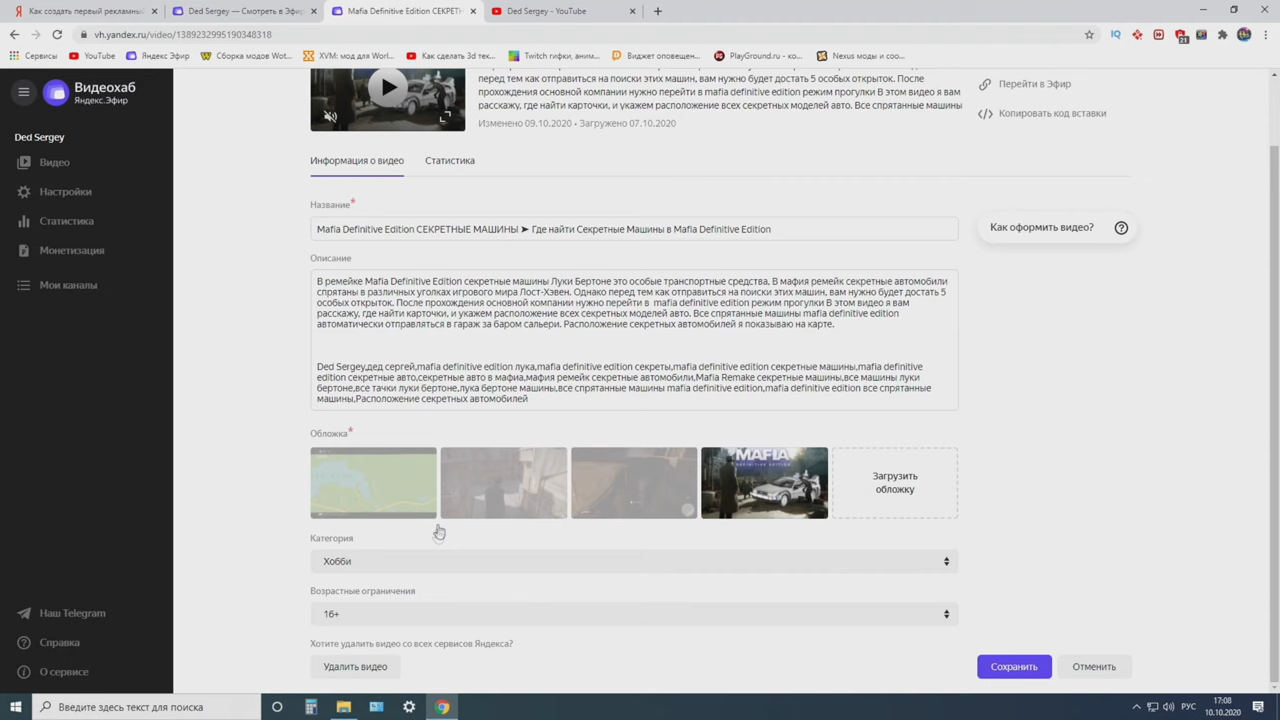 Как создать первый рекламный
Ded Sergey — Смотреть в Эфир
Mafia Definitive Edition СЕКРЕТН
Ded Sergey - YouTube
vh.yandex.ru/video/13892329951903​48318
Сервисы
YouTube
Яндекс Эфир
Сборка модов Wot...
XVM: мод для World...
Как сделать 3d тек...
Twitch гифки, аним...
Виджет оповещен...
PlayGround.ru - ко...
Nexus моды и соо...
21
Видеохаб
Яндекс.Эфир
Ded Sergey
Видео
Настройки
Статистика
Монетизация
Мои каналы
Наш Telegram
Справка
О сервисе
перед тем как отправиться на поиски этих машин, вам нужно будет достать 5 особых открыток. После
прохождения основной компании нужно перейти в mafia definitive edition режим прогулки В этом видео я вам
расскажу, где найти карточки, и укажем расположение всех секретных моделей авто. Все спрятанные машины
Изменено 09.10.2020 • Загружено 07.10.2020
Перейти в Эфир
Копировать код вставки
Информация о видео
Статистика
Название*
Mafia Definitive Edition СЕКРЕТНЫЕ МАШИНЫ ➤ Где найти Секретные Машины в Mafia Definitive Edition
Как оформить видео?
Описание
В ремейке Mafia Definitive Edition секретные машины Луки Бертоне это особые транспортные средства. В мафия ремейк секретные автомобили
спрятаны в различных уголках игрового мира Лост-Хэвен. Однако перед тем как отправиться на поиски этих машин, вам нужно будет достать 5
особых открыток. После прохождения основной компании нужно перейти в  mafia definitive edition режим прогулки В этом видео я вам
расскажу, где найти карточки, и укажем расположение всех секретных моделей авто. Все спрятанные машины mafia definitive edition
автоматически отправляться в гараж за баром сальери. Расположение секретных автомобилей я показываю на карте.
Ded Sergey,дед сергей,mafia definitive edition лука,mafia definitive edition секреты,mafia definitive edition секретные машины,mafia definitive
edition секретные авто,секретные авто в мафиа,мафия ремейк секретные автомобили,Mafia Remake секретные машины,все машины луки
бертоне,все тачки луки бертоне,лука бертоне машины,все спрятанные машины mafia definitive edition,mafia definitive edition все спрятанные
машины,Расположение секретных автомобилей
Обложка*
MAFIA
DEFINITIVE EDITION
Загрузить
обложку
Категория
Хобби
Возрастные ограничения
16+
Хотите удалить видео со всех сервисов Яндекса?
Удалить видео
Сохранить
Отменить
Введите здесь текст для поиска
РУС
17:08
10.10.2020